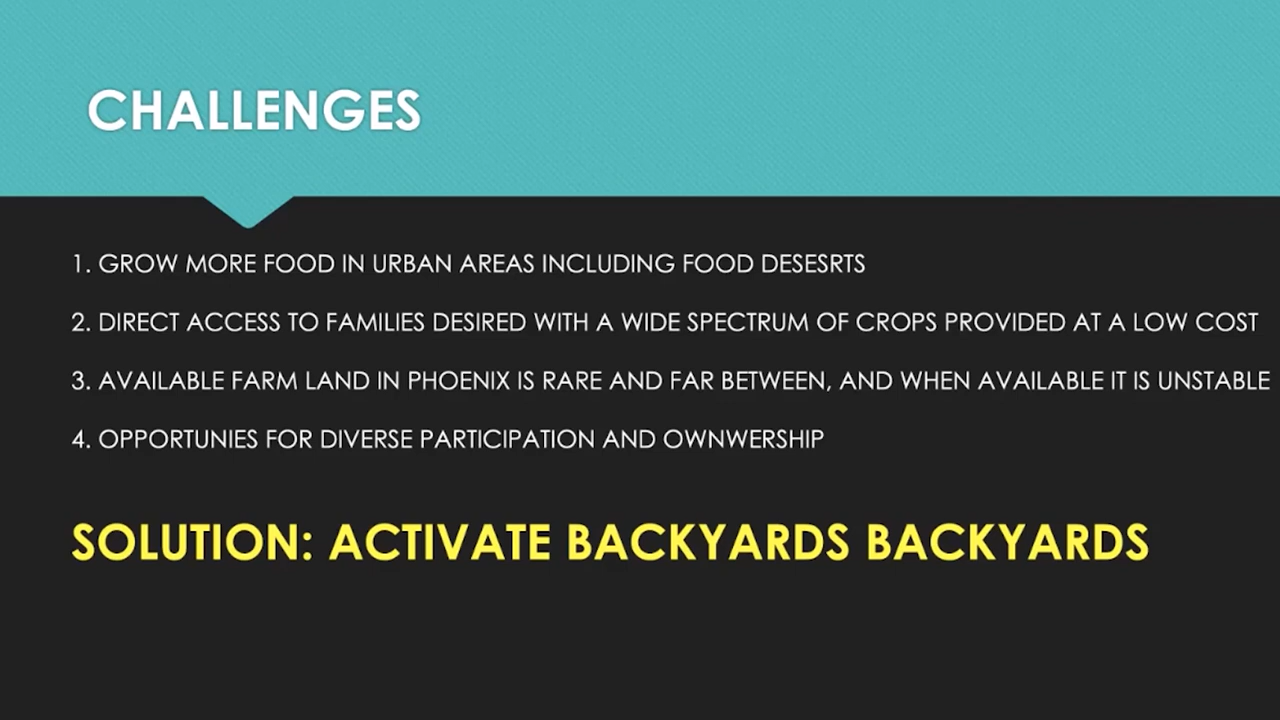 CHALLENGES
1. GROW MORE FOOD IN URBAN AREAS INCLUDING FOOD DESESRTS
2. DIRECT ACCESS TO FAMILIES DESIRED WITH A WIDE SPECTRUM OF CROPS PROVIDED AT A LOW COST
3. AVAILABLE FARM LAND IN PHOENIX IS RARE AND FAR BETWEEN, AND WHEN AVAILABLE IT IS UNSTABLE
4. OPPORTUNIES FOR DIVERSE PARTICIPATION AND OWNWERSHIP
SOLUTION: ACTIVATE BACKYARDS BACKYARDS